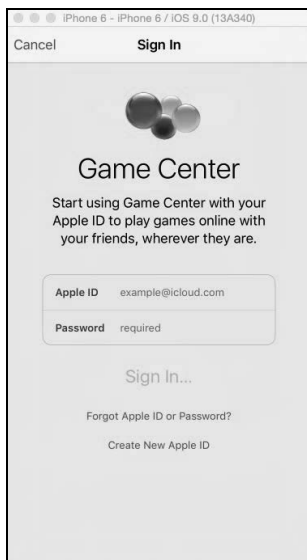 iPhone 6 - iPhone 6 / iOS 9.0 (13A340)
Cancel Sign In
Game Center
Start using Game Center with your
Apple ID to play games online with
your friends, wherever they are.
Apple ID example@icloud.com
Password required
Sign In...
Forgot Apple ID or Password?
Create New Apple ID